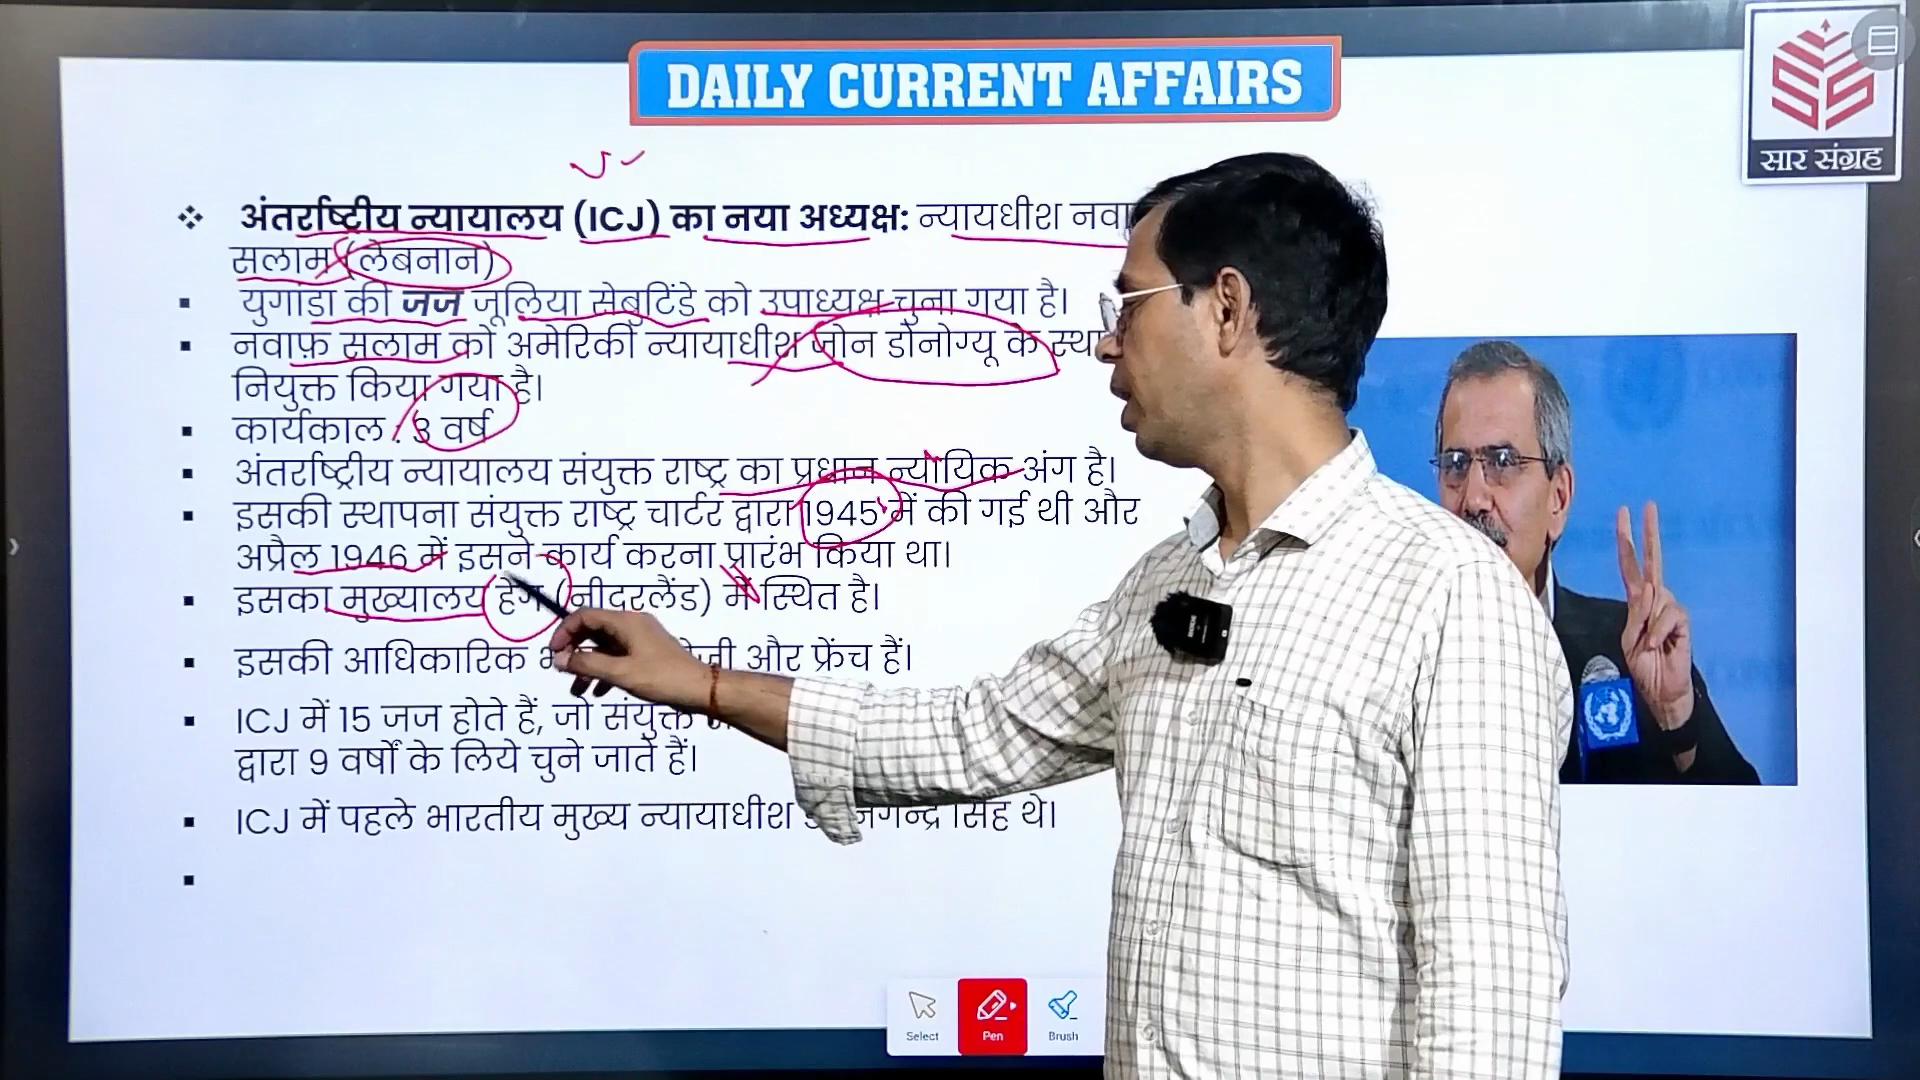 DAILY CURRENT AFFAIRS
सार संग्रह
❖ अंतर्राष्ट्रीय न्यायालय (ICJ) का नया अध्यक्ष: न्यायधीश
सलाम (लेबनान)
▪ युगांडा की जज जूलिया सेबुटिंडे को उपाध्यक्ष चुना गया है।
▪ नवाफ़ सलाम को अमेरिकी न्यायाधीश जोन डोनोग्यू के
नियुक्त किया गया है।
▪ कार्यकाल : 3 वर्ष
▪ अंतर्राष्ट्रीय न्यायालय संयुक्त राष्ट्र का प्रधान न्यायिक अंग है।
▪ इसकी स्थापना संयुक्त राष्ट्र चार्टर द्वारा 1945 में की गई थी और
अप्रैल 1946 में इसने कार्य करना प्रारंभ किया था।
▪ इसका मुख्यालय हेग (नीदरलैंड) में स्थित है।
▪ इसकी आधिकारिक और फ्रेंच हैं।
▪ ICJ में 15 जज होते हैं, जो संयुक्त
द्वारा 9 वर्षों के लिये चुने जाते हैं।
▪ ICJ में पहले भारतीय मुख्य न्यायाधीश सिंह थे।
▪
Select Pen Brush